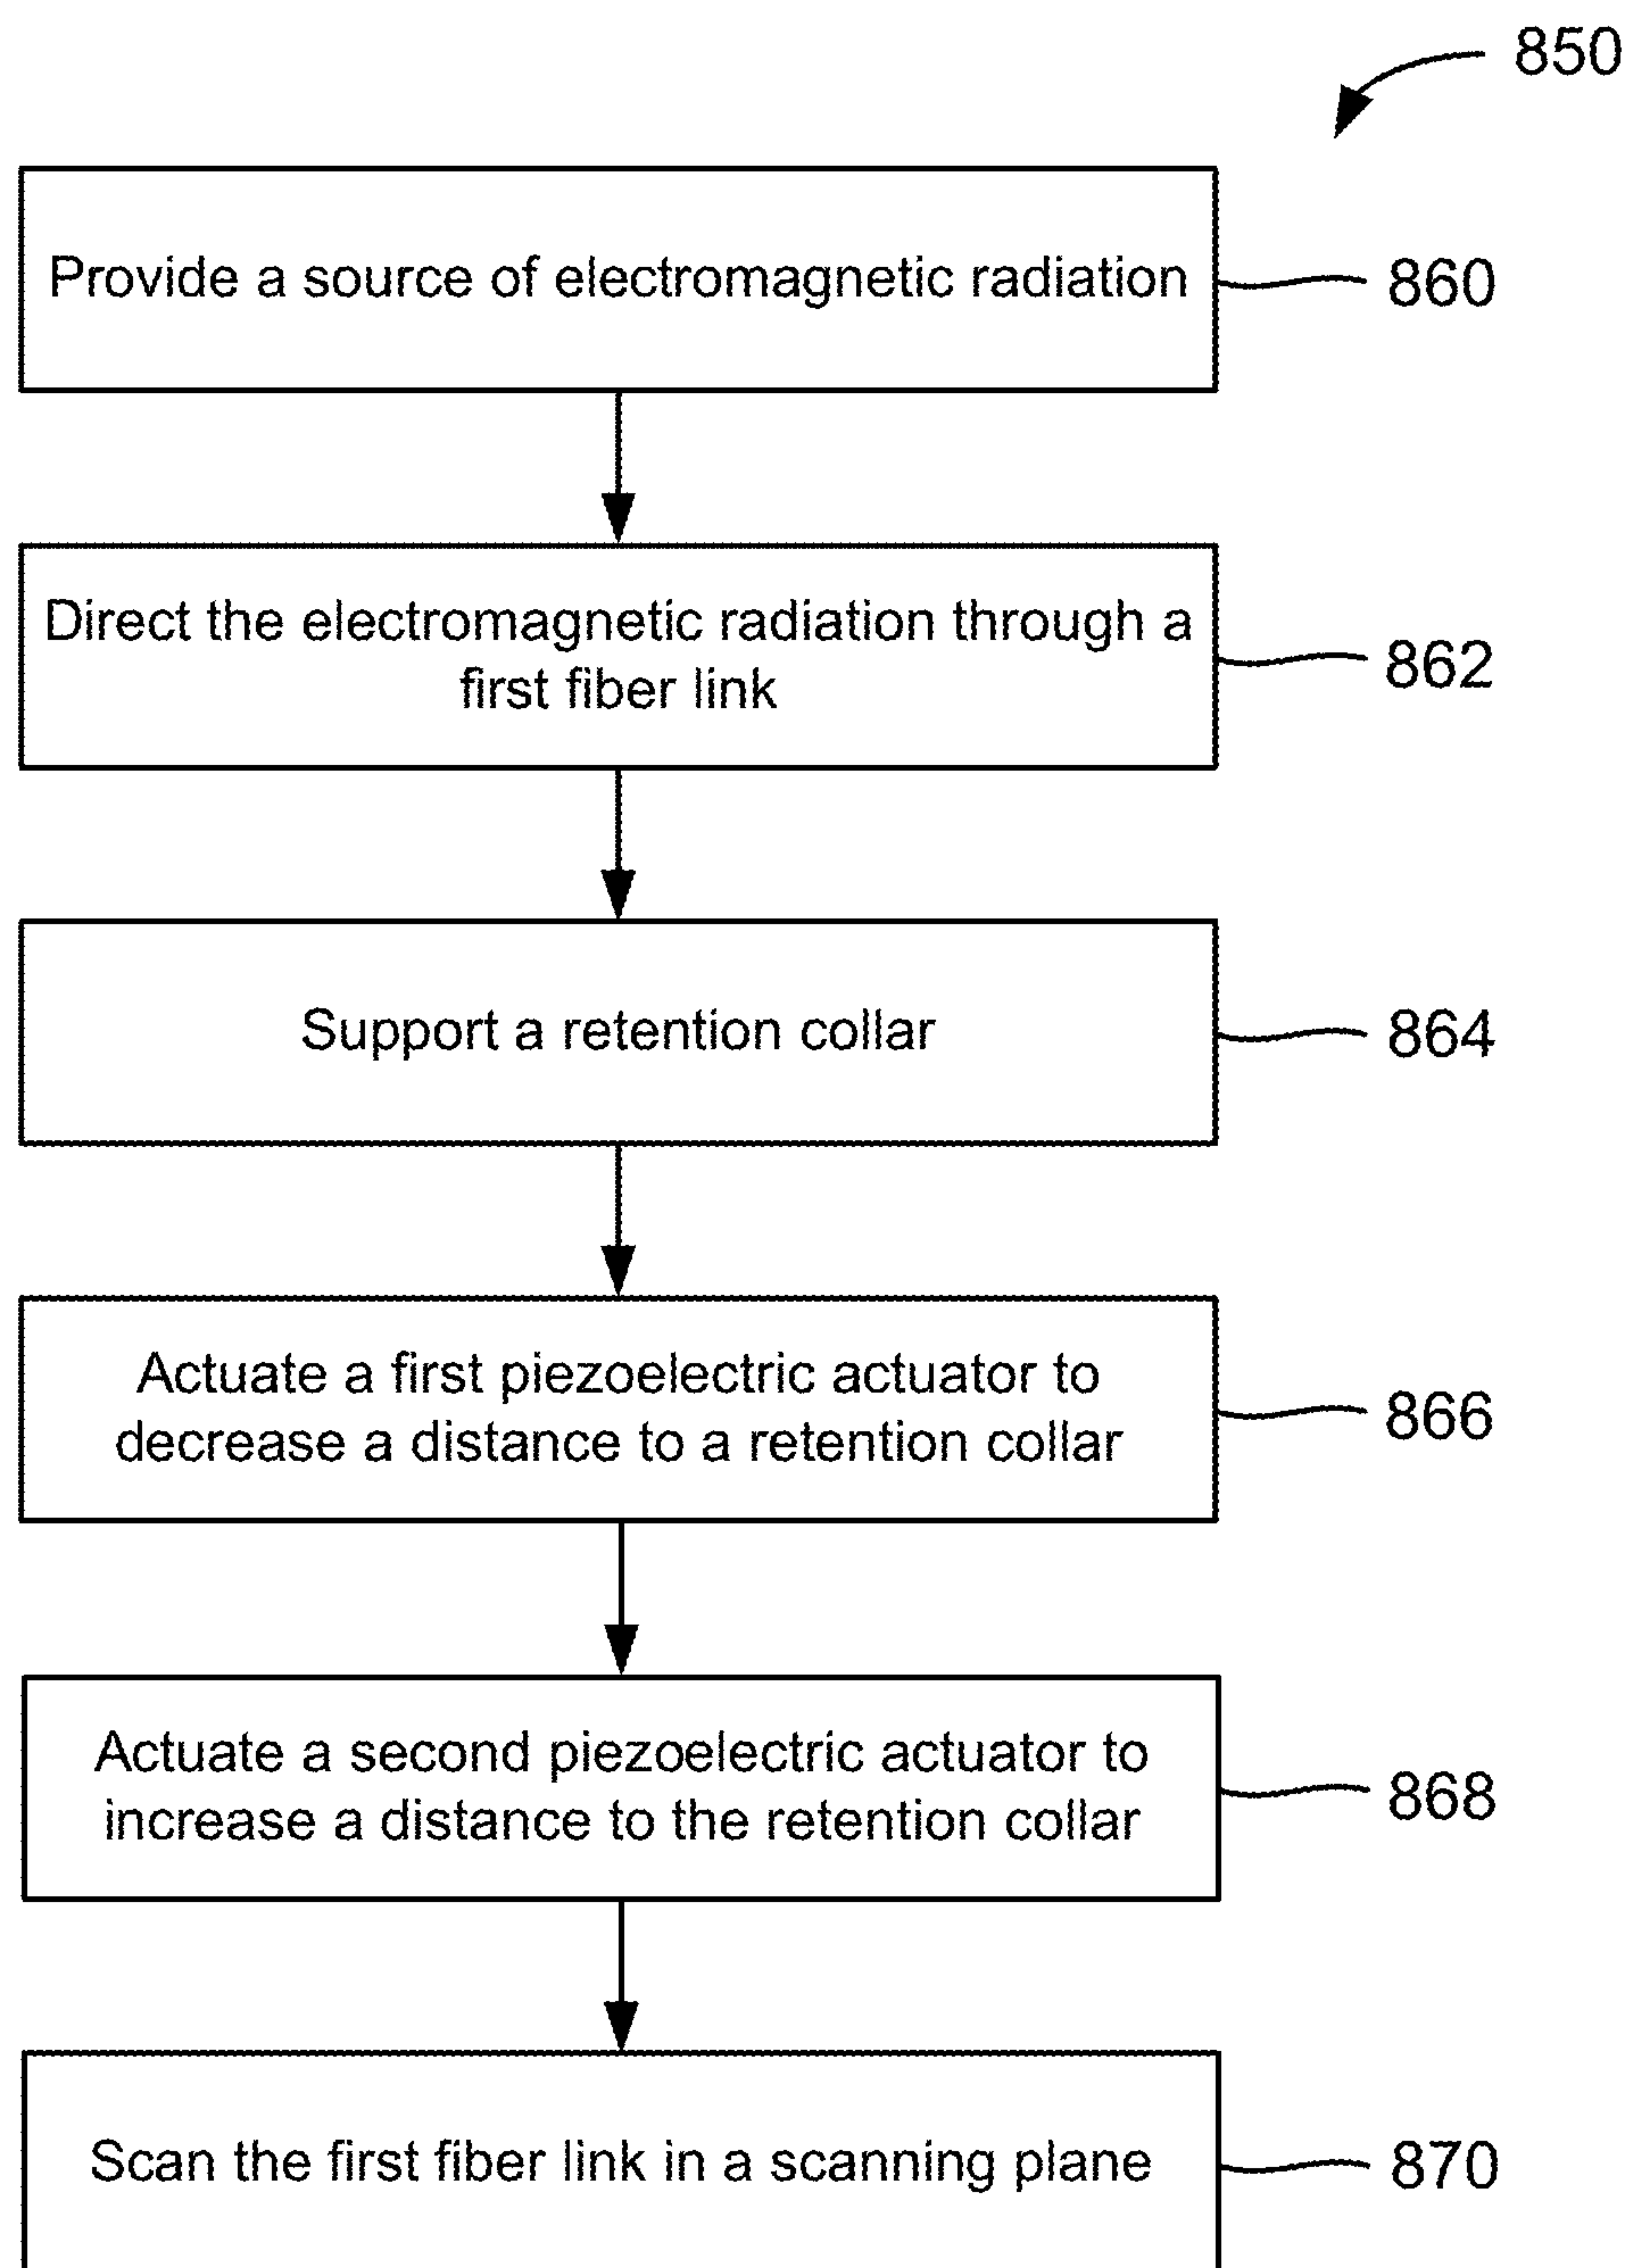 850
Provide a source of electromagnetic radiation
860
Direct the electromagnetic radiation through a
first fiber link
862
Support a retention collar
864
Actuate a first piezoelectric actuator to
decrease a distance to a retention collar
866
Actuate a second piezoelectric actuator to
increase a distance to the retention collar
868
Scan the first fiber link in a scanning plane
870